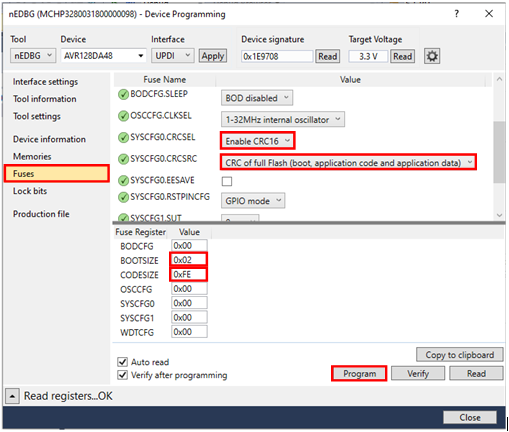 nEDBG (MCHP3280031800000098) - Device Programming
Tool Device Interface Device signature Target Voltage
nEDBG AVR128DA48 UPDI Apply 0x1E9708 Read 3.3 V Read
Interface settings
Tool information
Tool settings
Device information
Memories
Fuses
Lock bits
Production file
Fuse Name Value
BODCFG.SLEEP BOD disabled
OSCCFG.CLKSEL 1-32MHz internal oscillator
SYSCFG0.CRCSEL Enable CRC16
SYSCFG0.CRCSRC CRC of full Flash (boot, application code and application data)
SYSCFG0.EESAVE
SYSCFG0.RSTPINCFG GPIO mode
SYSCFG1.SUT
Fuse Register Value
BODCFG 0x00
BOOTSIZE 0x02
CODESIZE 0xFE
OSCCFG 0x00
SYSCFG0 0x00
SYSCFG1 0x00
WDTCFG 0x00
Copy to clipboard
Auto read
Verify after programming
Program Verify Read
Read registers...OK
Close